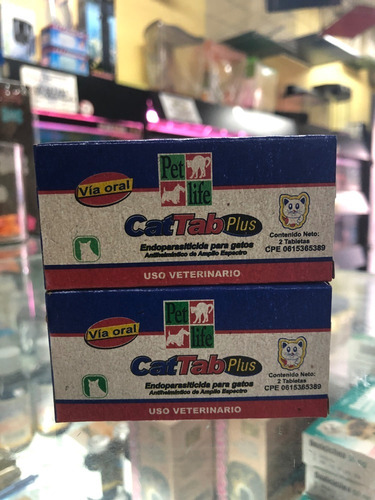 Pet
life
Vía oral
CatTab Plus
Endoparasiticida para gatos
Antihelmíntico de Amplio Espectro
Contenido Neto:
2 Tabletas
CPE 0615365389
USO VETERINARIO
Pet
life
Vía oral
CatTab Plus
Endoparasiticida para gatos
Antihelmíntico de Amplio Espectro
Contenido Neto:
2 Tabletas
CPE 0615365389
USO VETERINARIO